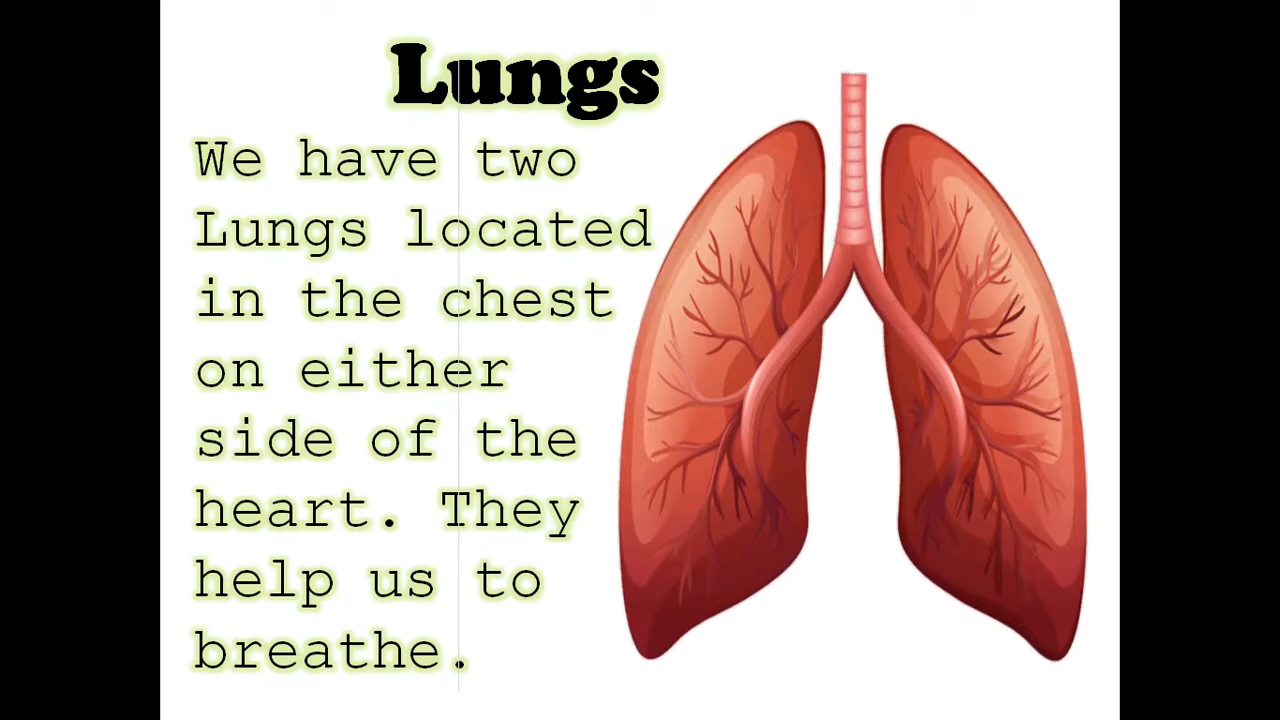 Lungs
We have two
Lungs located
in the chest
on either
side of the
heart. They
help us to
breathe.